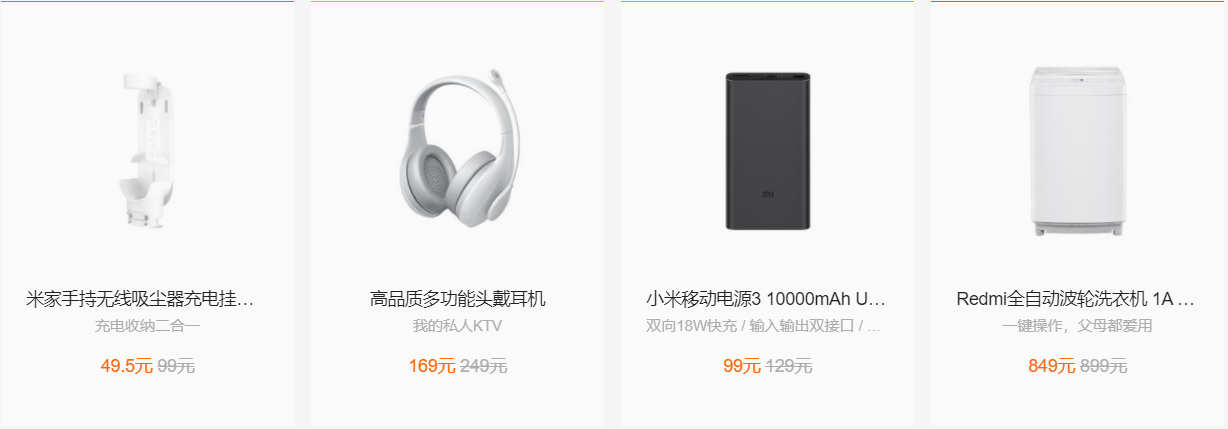 米家手持无线吸尘器充电挂…
充电收纳二合一
49.5元 99元
高品质多功能头戴耳机
我的私人KTV
169元 249元
小米移动电源3 10000mAh U…
双向18W快充 / 输入输出双接口 / …
99元 129元
Redmi全自动波轮洗衣机 1A …
一键操作，父母都爱用
849元 899元